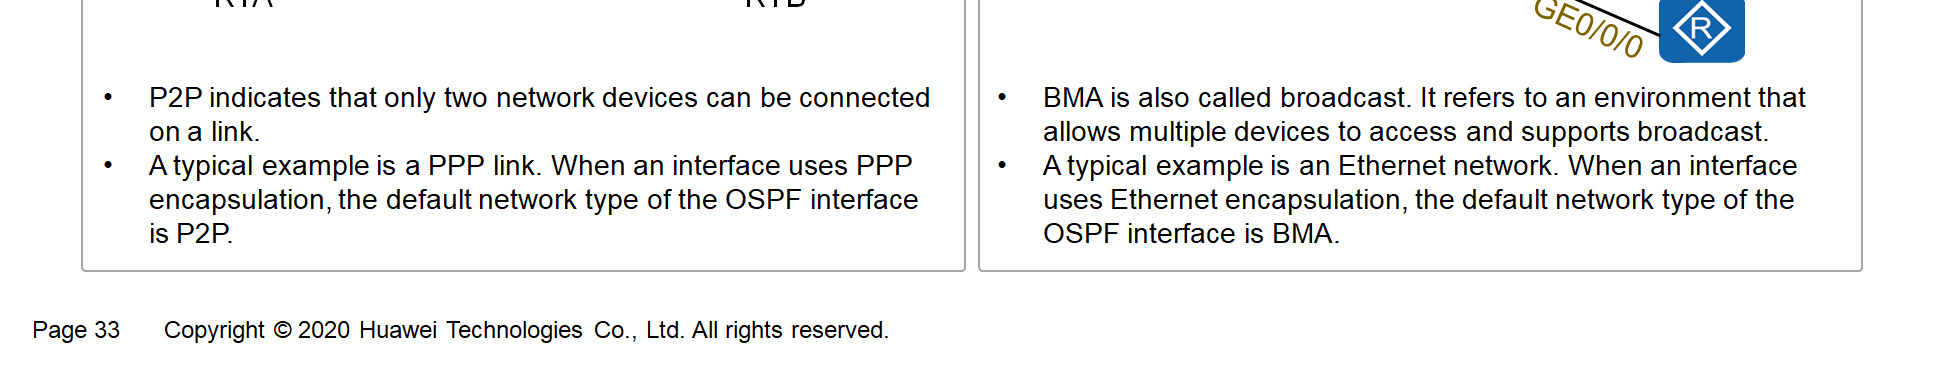 GE0/0/0
R
• P2P indicates that only two network devices can be connected
on a link.
• A typical example is a PPP link. When an interface uses PPP
encapsulation, the default network type of the OSPF interface
is P2P.
• BMA is also called broadcast. It refers to an environment that
allows multiple devices to access and supports broadcast.
• A typical example is an Ethernet network. When an interface
uses Ethernet encapsulation, the default network type of the
OSPF interface is BMA.
Page 33 Copyright © 2020 Huawei Technologies Co., Ltd. All rights reserved.